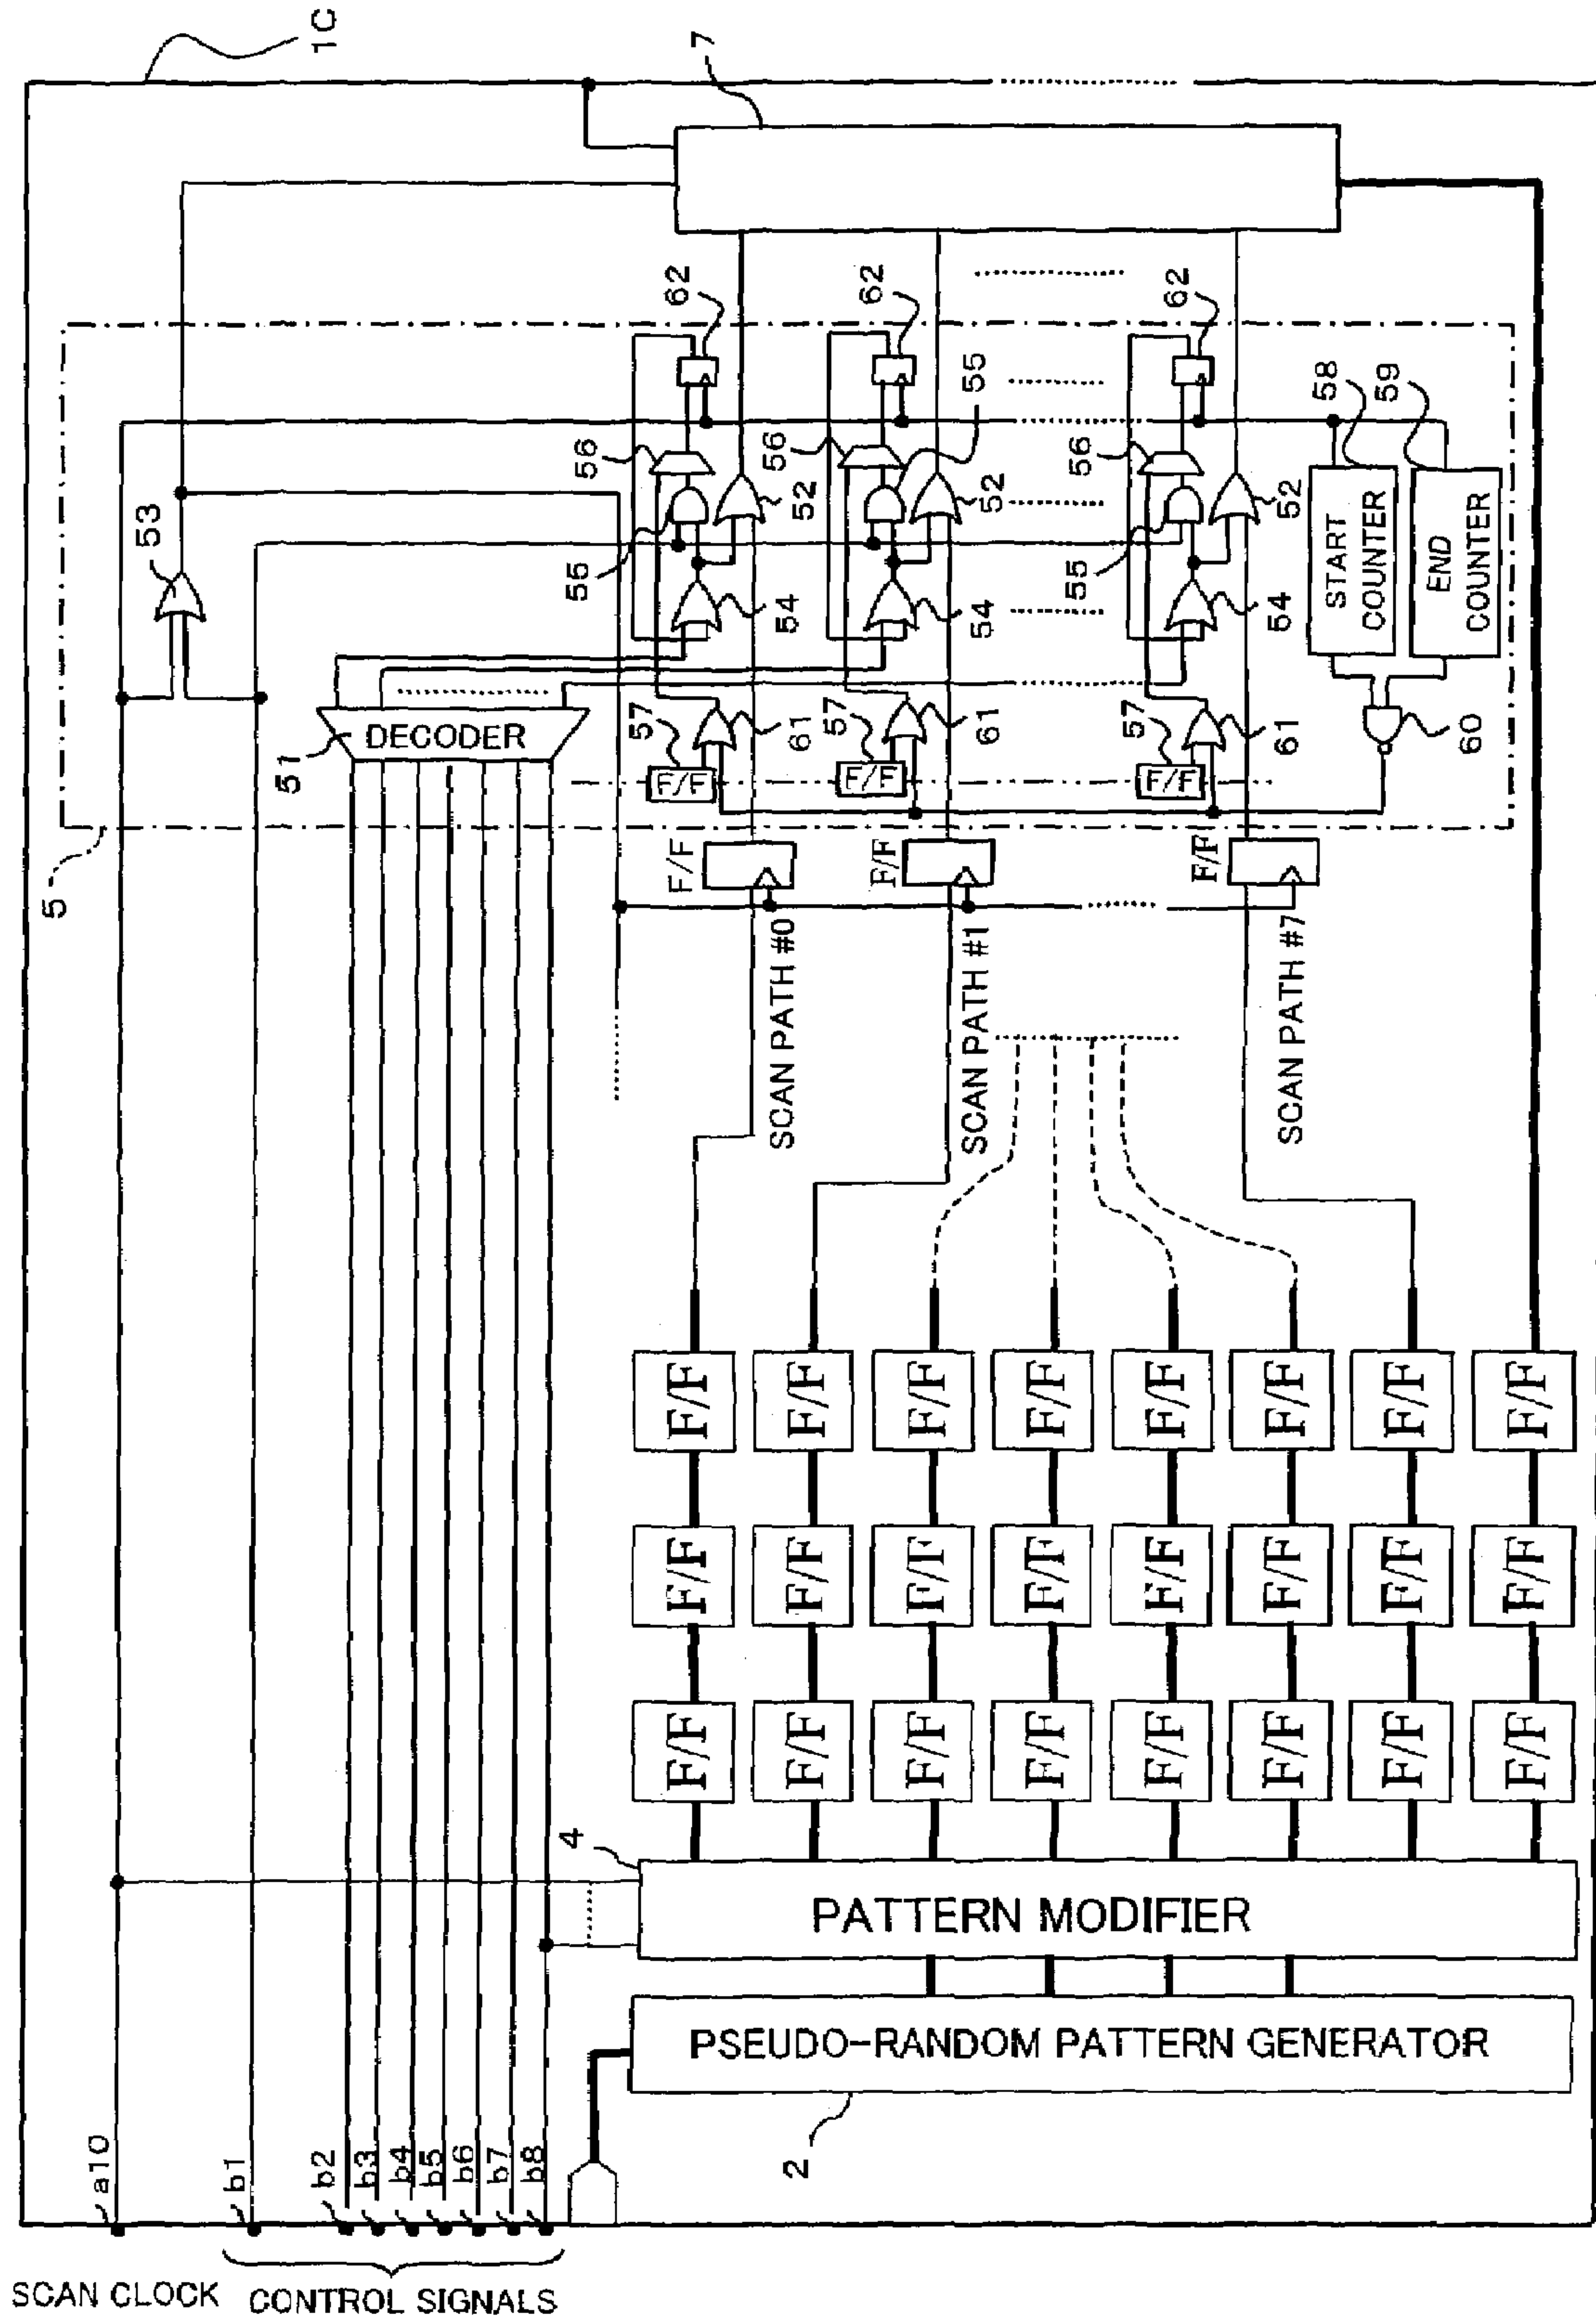 1C
7
53
62
62
62
58
59
56
56
55
56
55
52
52
55
52
START COUNTER
END COUNTER
54
54
54
51
DECODER
57
57
57
61
61
61
60
F/F
F/F
F/F
5
F/F
F/F
F/F
SCAN PATH #0
SCAN PATH #1
SCAN PATH #7
F/F F/F F/F F/F F/F F/F F/F F/F
F/F F/F F/F F/F F/F F/F F/F F/F
F/F F/F F/F F/F F/F F/F F/F F/F
4
PATTERN MODIFIER
PSEUDO-RANDOM PATTERN GENERATOR
2
a10
b1
b2
b3
b4
b5
b6
b7
b8
SCAN CLOCK
CONTROL SIGNALS